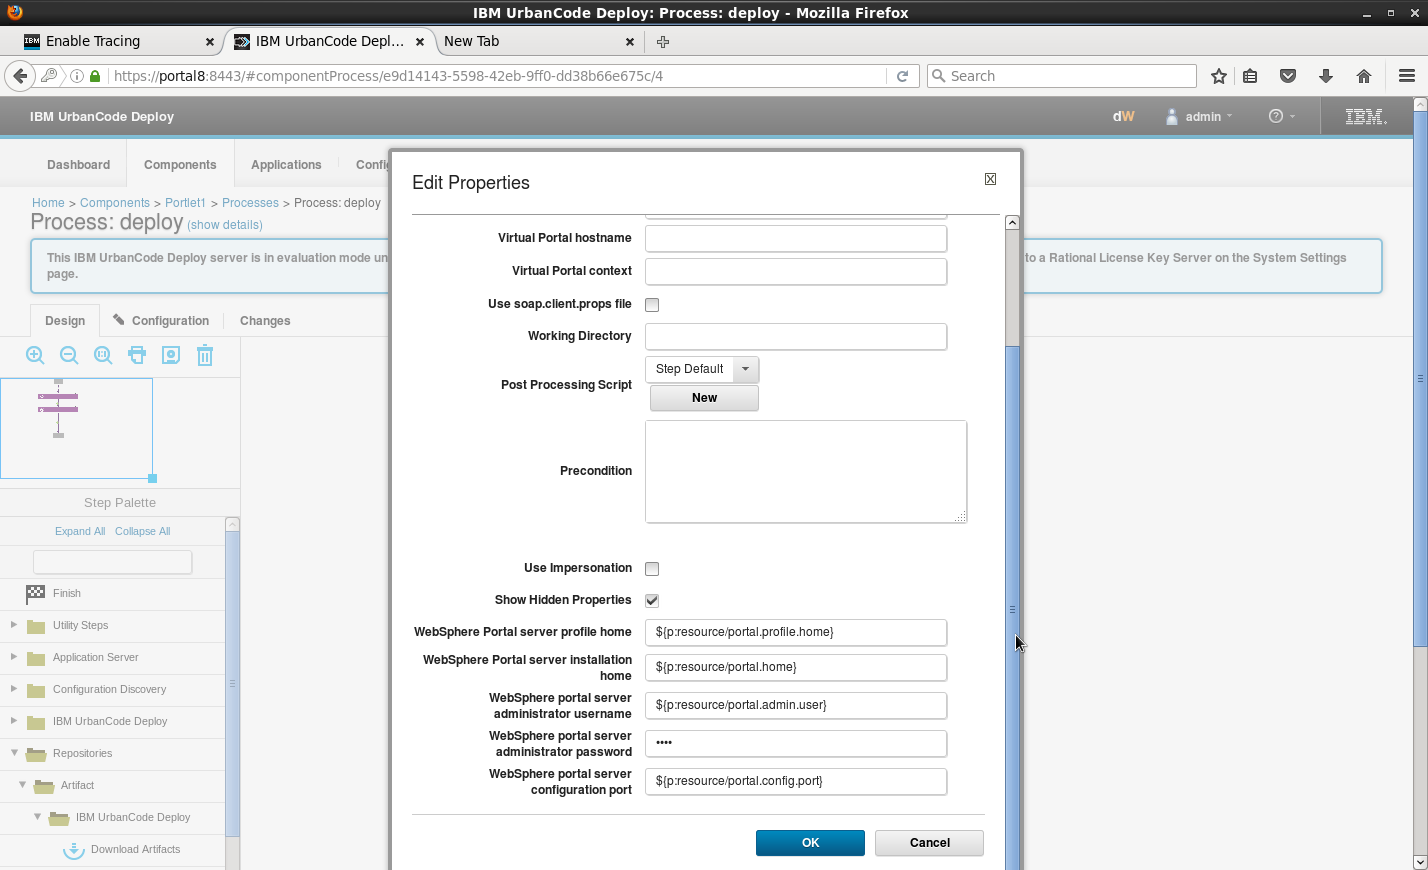 IBM UrbanCode Deploy: Process: deploy - Mozilla Firefox
Enable Tracing
IBM UrbanCode Depl...
New Tab
https://portal8:8443/#componentProcess/e9d14143-5598-42eb-9ff0-dd38b66e675c/4
Search
IBM UrbanCode Deploy
dW
admin
IBM.
Dashboard
Components
Applications
Config
Home > Components > Portlet1 > Processes > Process: deploy
Process: deploy (show details)
This IBM UrbanCode Deploy server is in evaluation mode un
to a Rational License Key Server on the System Settings
page.
Design
Configuration
Changes
Step Palette
Expand All Collapse All
Finish
Utility Steps
Application Server
Configuration Discovery
IBM UrbanCode Deploy
Repositories
Artifact
IBM UrbanCode Deploy
Download Artifacts
Edit Properties
Virtual Portal hostname
Virtual Portal context
Use soap.client.props file
Working Directory
Post Processing Script
Step Default
New
Precondition
Use Impersonation
Show Hidden Properties
WebSphere Portal server profile home
${p:resource/portal.profile.home}
WebSphere Portal server installation
home
${p:resource/portal.home}
WebSphere portal server
administrator username
${p:resource/portal.admin.user}
WebSphere portal server
administrator password
••••
WebSphere portal server
configuration port
${p:resource/portal.config.port}
OK
Cancel